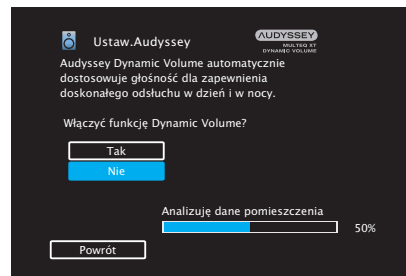 Ustaw.Audyssey
AUDYSSEY
MULTEQ XT
DYNAMIC VOLUME
Audyssey Dynamic Volume automatycznie
dostosowuje głośność dla zapewnienia
doskonałego odsłuchu w dzień i w nocy.
Włączyć funkcję Dynamic Volume?
Tak
Nie
Analizuję dane pomieszczenia
50%
Powrót